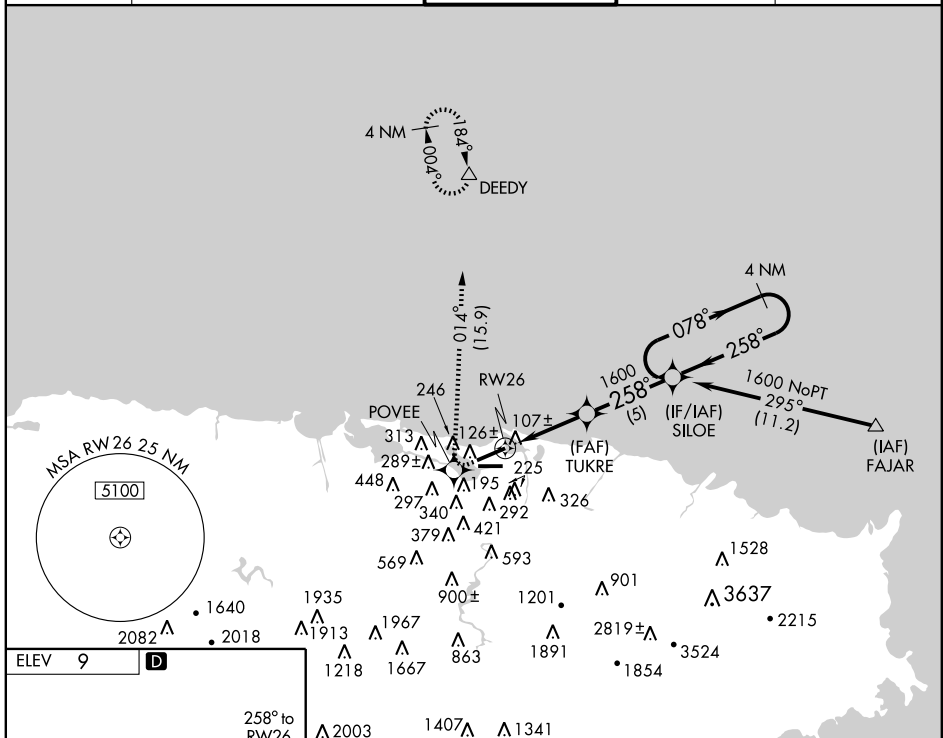 4 NM
184°
004°
DEEDY
4 NM
078°
258°
014°
(15.9)
1600
258°
(5)
1600 NoPT
295°
(11.2)
(IF/IAF)
SILOE
(FAF)
TUKRE
(IAF)
FAJAR
RW26
246
POVEE
107±
126±
313
289±
225
448
195
297
292
326
340
421
379
569
593
900±
901
1528
3637
1201
2215
MSA RW 26 25 NM
5100
1640
1935
2082
2018
1913
1967
1218
1667
863
1891
2819±
3524
1854
ELEV 9
D
258° to
RW26
2003
1407
1341